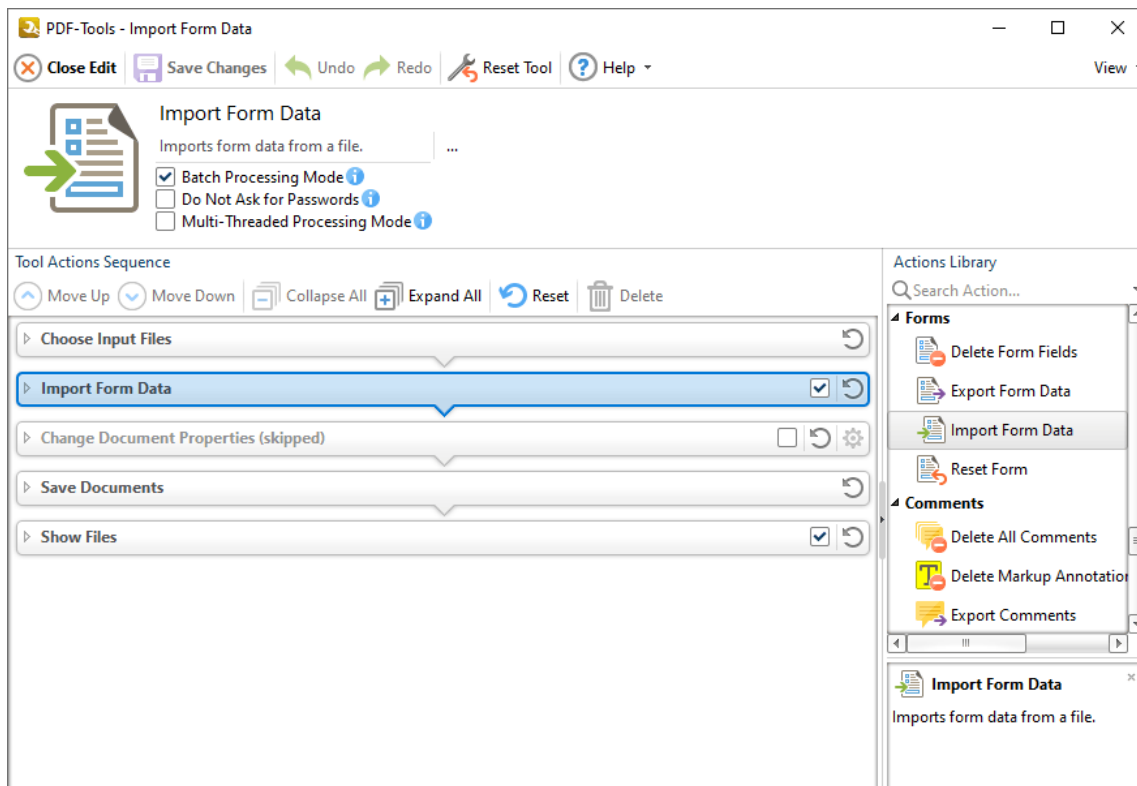 PDF-Tools - Import Form Data
Close Edit Save Changes Undo Redo Reset Tool Help View
Import Form Data
Imports form data from a file. ...
Batch Processing Mode
Do Not Ask for Passwords
Multi-Threaded Processing Mode
Tool Actions Sequence
Move Up Move Down Collapse All Expand All Reset Delete
Choose Input Files
Import Form Data
Change Document Properties (skipped)
Save Documents
Show Files
Actions Library
Search Action...
Forms
Delete Form Fields
Export Form Data
Import Form Data
Reset Form
Comments
Delete All Comments
Delete Markup Annotation
Export Comments
Import Form Data
Imports form data from a file.